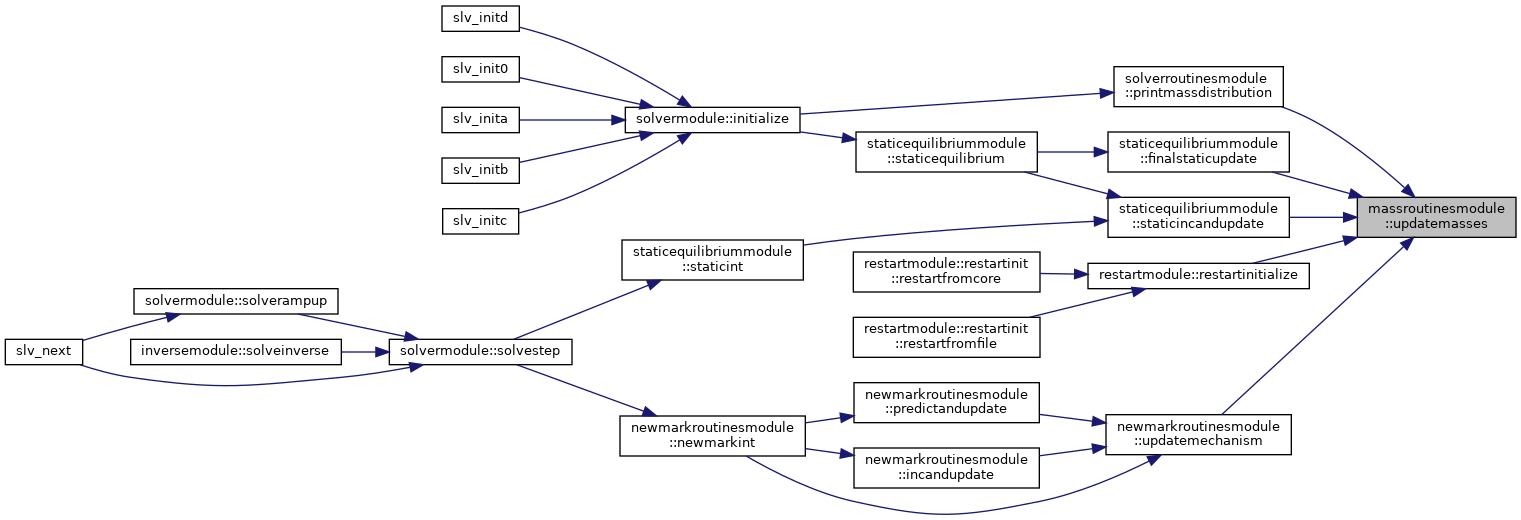 slv_initd
slv_init0
slv_inita
slv_initb
slv_initc
solvermodule::initialize
solverroutinesmodule
::printmassdistribution
staticequilibriummodule
::staticequilibrium
staticequilibriummodule
::finalstaticupdate
staticequilibriummodule
::staticincandupdate
massroutinesmodule
::updatemasses
staticequilibriummodule
::staticint
restartmodule::restartinit
::restartfromcore
restartmodule::restartinitialize
restartmodule::restartinit
::restartfromfile
solvermodule::solverampup
slv_next
inversemodule::solveinverse
solvermodule::solvestep
newmarkroutinesmodule
::predictandupdate
newmarkroutinesmodule
::newmarkint
newmarkroutinesmodule
::updatemechanism
newmarkroutinesmodule
::incandupdate